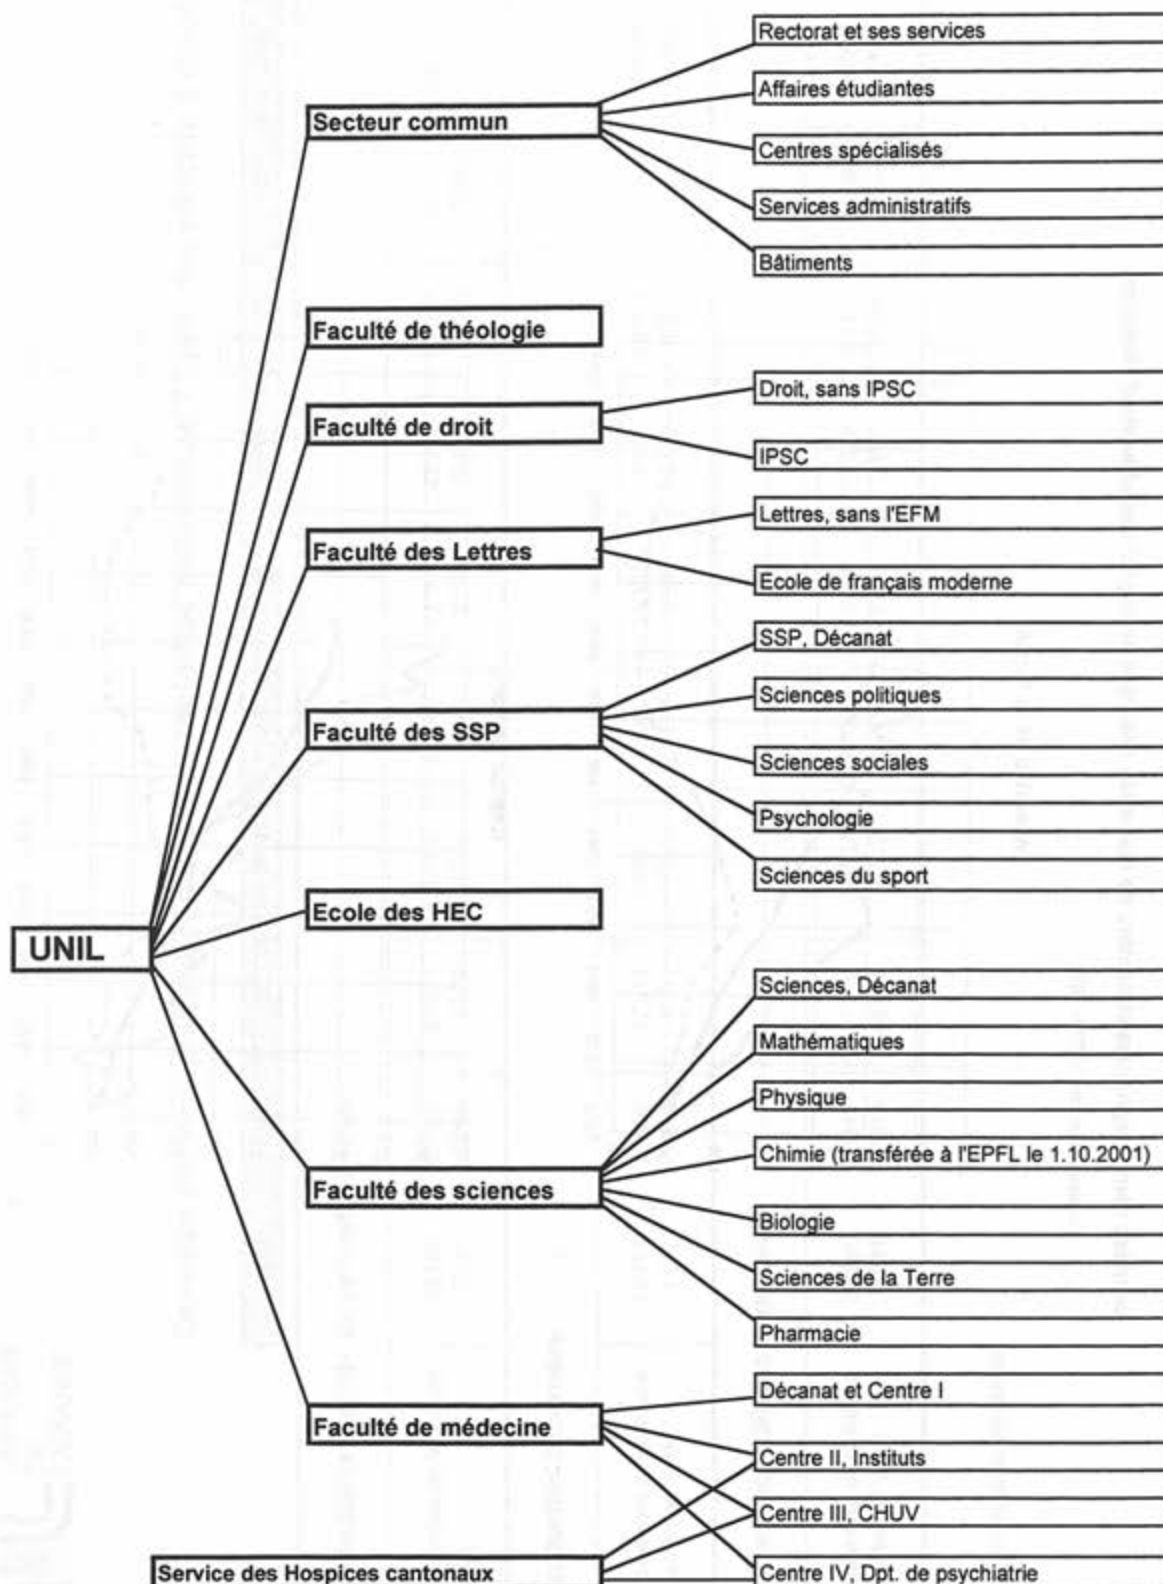 Rectorat et ses services
Affaires étudiantes
Secteur commun
Centres spécialisés
Services administratifs
Bâtiments
Faculté de théologie
Droit, sans IPSC
Faculté de droit
IPSC
Lettres, sans l'EFM
Faculté des Lettres
Ecole de français moderne
SSP, Décanat
Sciences politiques
Faculté des SSP
Sciences sociales
Psychologie
Sciences du sport
Ecole des HEC
UNIL
Sciences, Décanat
Mathématiques
Physique
Chimie (transférée à l'EPFL le 1.10.2001)
Faculté des sciences
Biologie
Sciences de la Terre
Pharmacie
Décanat et Centre I
Faculté de médecine
Centre II, Instituts
Centre III, CHUV
Service des Hospices cantonaux
Centre IV, Dpt. de psychiatrie